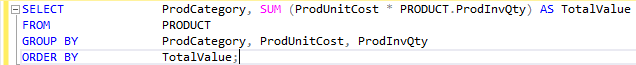 SELECT ProdCategory, SUM (ProdUnitCost * PRODUCT.ProdInvQty) AS TotalValue
FROM PRODUCT
GROUP BY ProdCategory, ProdUnitCost, ProdInvQty
ORDER BY TotalValue;